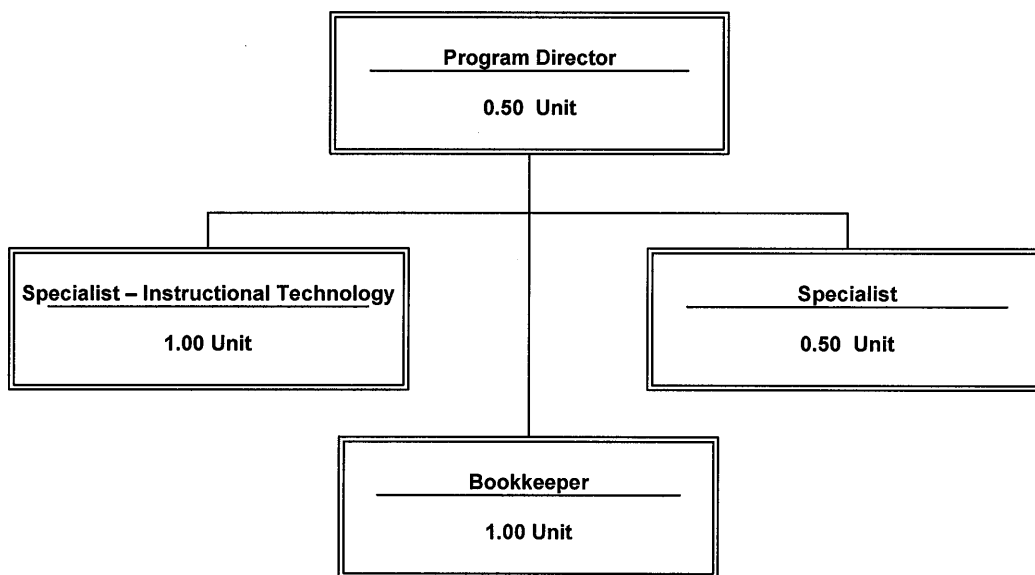 Program Director
0.50 Unit
Specialist – Instructional Technology
1.00 Unit
Specialist
0.50 Unit
Bookkeeper
1.00 Unit